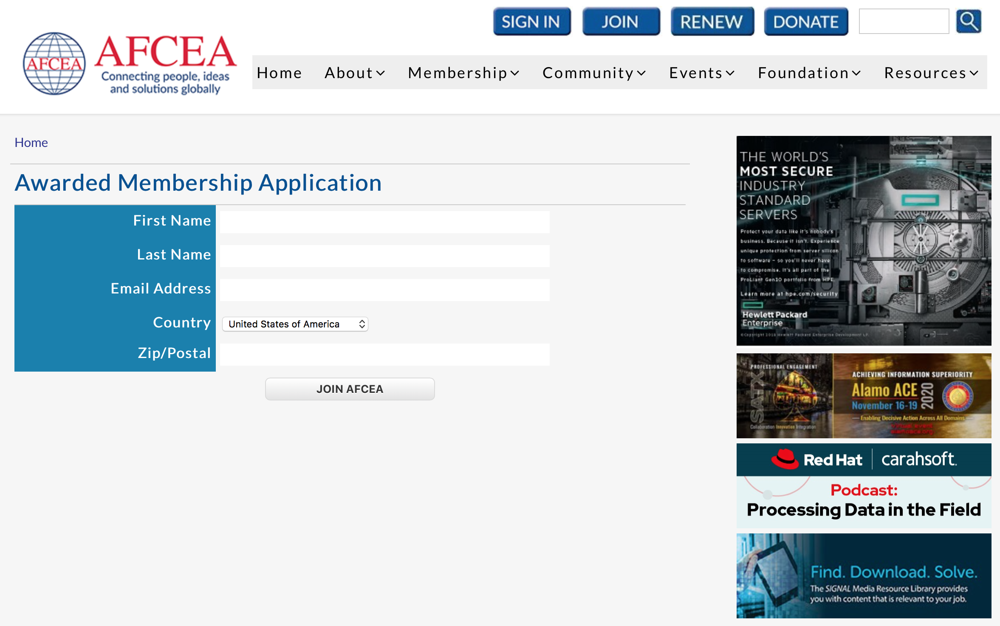 SIGN IN
JOIN
RENEW
DONATE
AFCEA
AFCEA
Connecting people, ideas
and solutions globally
Home
About
Membership
Community
Events
Foundation
Resources
Home
Awarded Membership Application
First Name
Last Name
Email Address
Country
United States of America
Zip/Postal
JOIN AFCEA
THE WORLD'S
MOST SECURE
INDUSTRY
STANDARD
SERVERS
Protect your data like it's nobody's
business. Because it isn't. Experience
unique protection from server silicon
to software – so you'll never have
to compromise. It's all part of the
ProLiant Gen10 portfolio from HPE.
Learn more at hpe.com/security
Hewlett Packard
Enterprise
Hewlett Packard Enterprise Development LP.
PROFESSIONAL ENGAGEMENT
SATX
Collaboration Innovation Integration
ACHIEVING INFORMATION SUPERIORITY
Alamo ACE
2020
November 16-19
— Enabling Decisive Action Across All Domains —
virtual event
alamoace.org
Red Hat
carahsoft.
Podcast:
Processing Data in the Field
Find. Download. Solve.
The SIGNAL Media Resource Library provides
you with content that is relevant to your job.